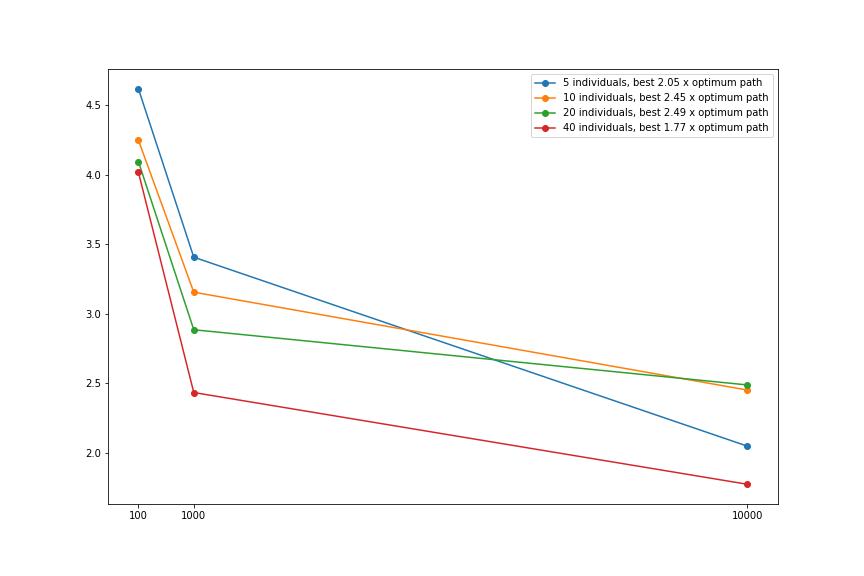 5 individuals, best 2.05 x optimum path
10 individuals, best 2.45 x optimum path
20 individuals, best 2.49 x optimum path
40 individuals, best 1.77 x optimum path
4.5
4.0
3.5
3.0
2.5
2.0
100 1000 10000